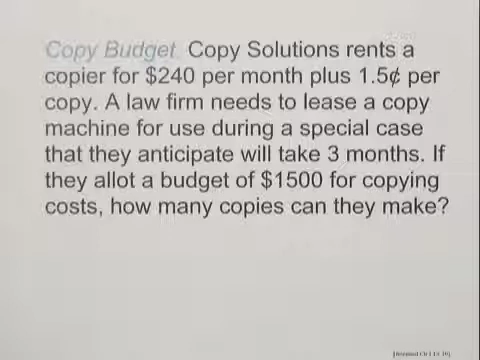 Copy Budget. Copy Solutions rents a
copier for $240 per month plus 1.5¢ per
copy. A law firm needs to lease a copy
machine for use during a special case
that they anticipate will take 3 months. If
they allot a budget of $1500 for copying
costs, how many copies can they make?